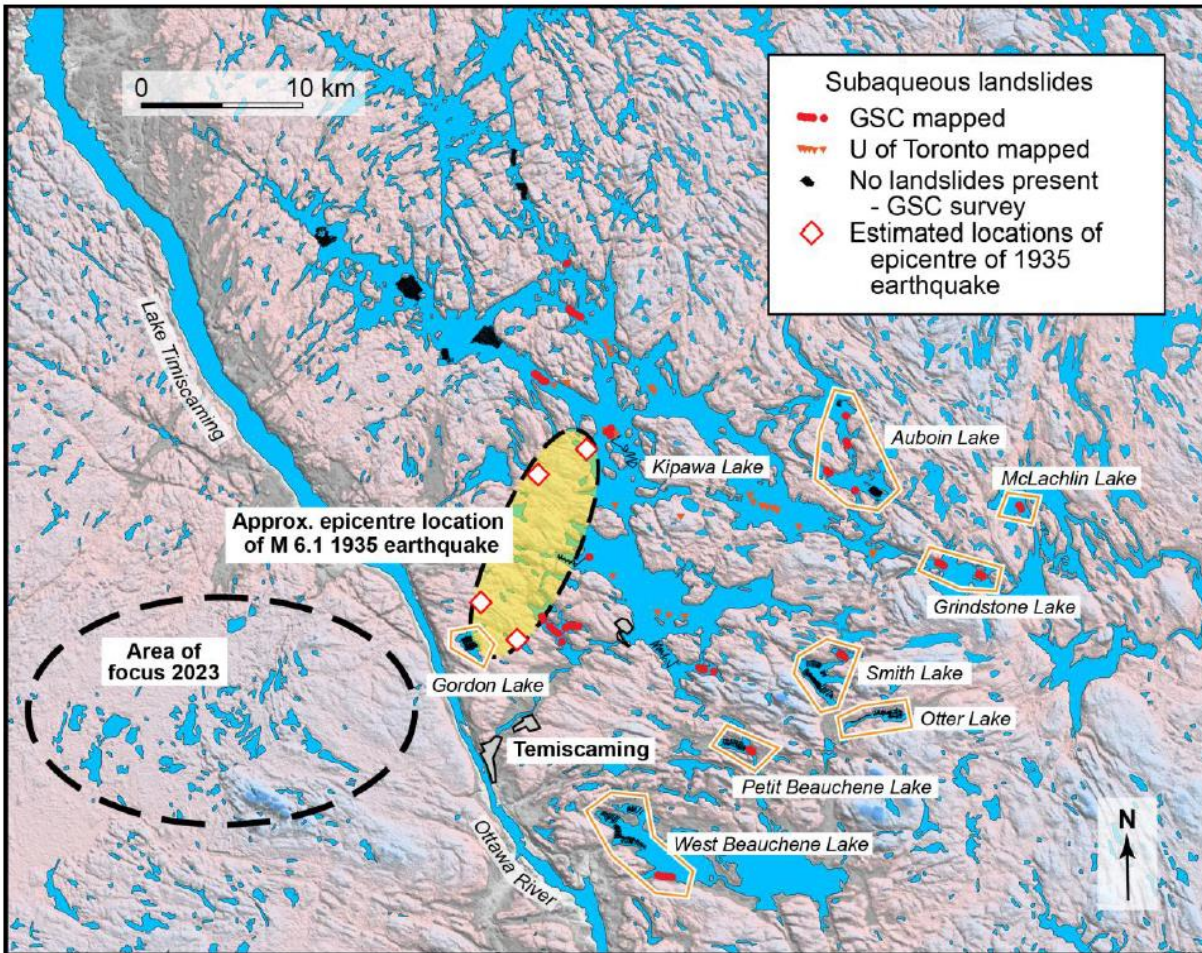 0 10 km
Subaqueous landslides
GSC mapped
U of Toronto mapped
No landslides present
- GSC survey
Estimated locations of
epicentre of 1935
earthquake
Lake Timiscaming
Auboin Lake
Kipawa Lake
McLachlin Lake
Approx. epicentre location
of M 6.1 1935 earthquake
Grindstone Lake
Area of
focus 2023
Gordon Lake
Smith Lake
Otter Lake
Temiscaming
Petit Beauchene Lake
West Beauchene Lake
Ottawa River
N